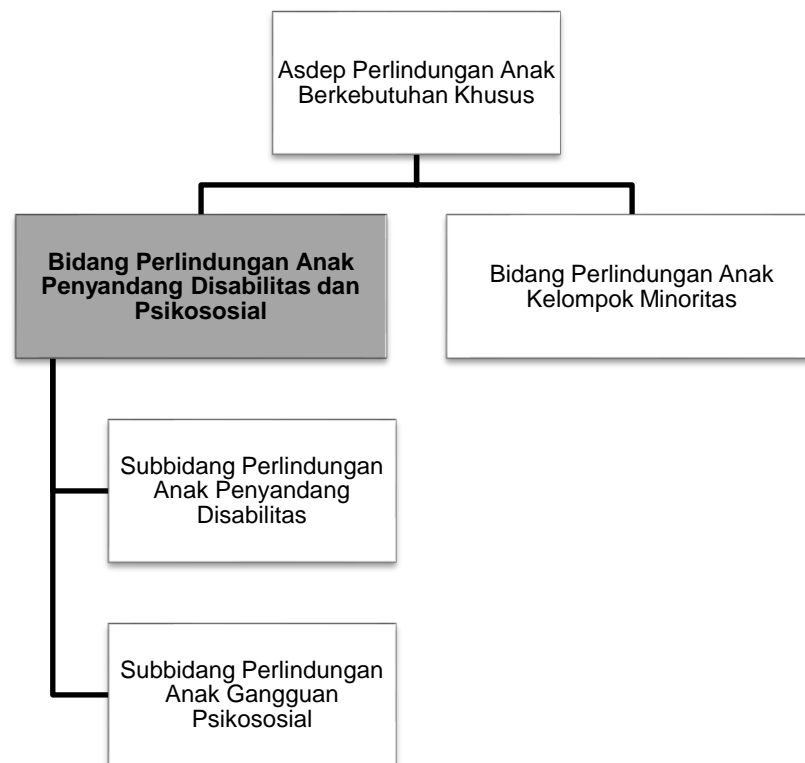 Asdep Perlindungan Anak
Berkebutuhan Khusus
Bidang Perlindungan Anak
Penyandang Disabilitas dan
Psikososial
Bidang Perlindungan Anak
Kelompok Minoritas
Subbidang Perlindungan
Anak Penyandang
Disabilitas
Subbidang Perlindungan
Anak Gangguan
Psikososial